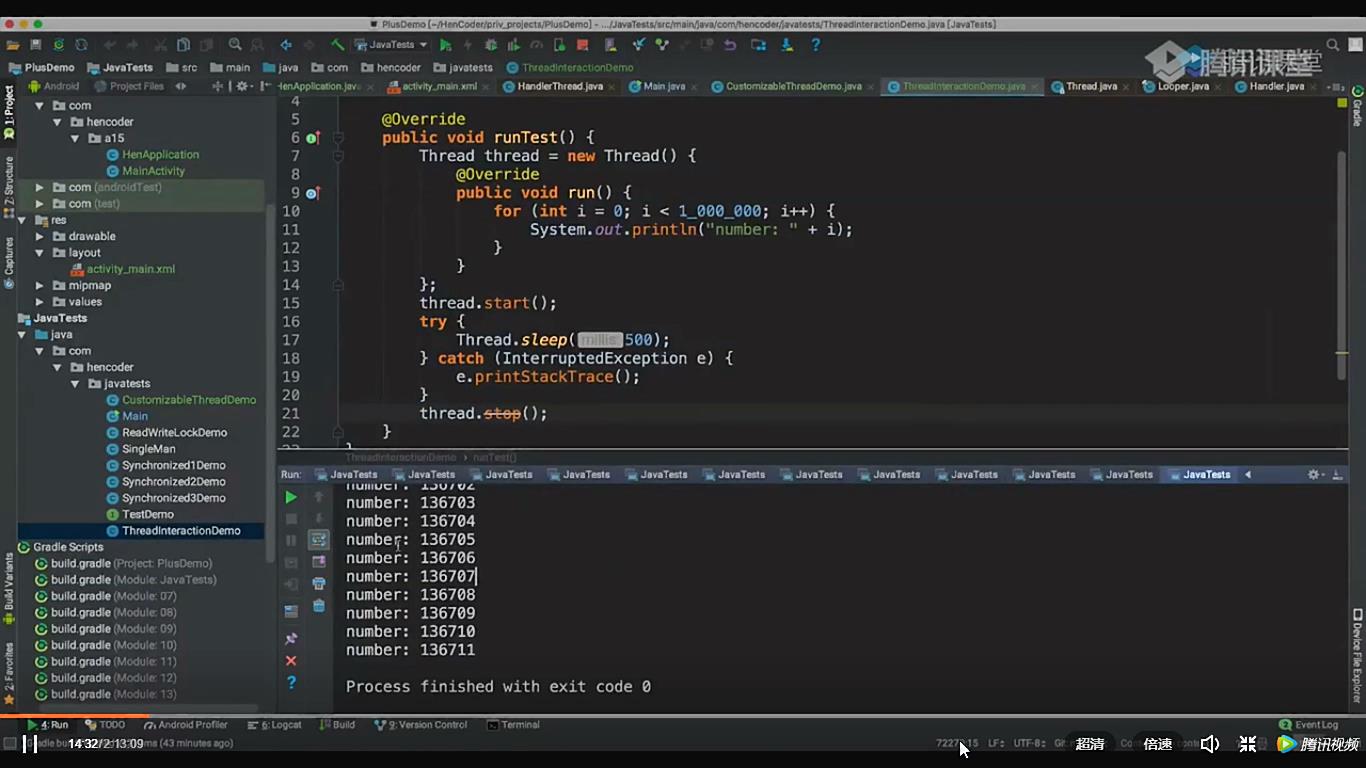 PlusDemo [~/HenCoder/priv_projects/PlusDemo] – .../JavaTests/src/main/java/com/hencoder/javatests/ThreadInteractionDemo.java [JavaTests]
JavaTests
腾讯课堂
PlusDemo JavaTests src main java com hencoder javatests ThreadInteractionDemo
Android Project Files
HenApplication.java activity_main.xml HandlerThread.java Main.java CustomizableThreadDemo.java ThreadInteractionDemo.java Thread.java Looper.java Handler.java
1: Project
Z: Structure
Captures
Build Variants
2: Favorites
Gradle
Device File Explorer
com
hencoder
a15
HenApplication
MainActivity
com (androidTest)
com (test)
res
drawable
layout
activity_main.xml
mipmap
values
JavaTests
java
com
hencoder
javatests
CustomizableThreadDemo
Main
ReadWriteLockDemo
SingleMan
Synchronized1Demo
Synchronized2Demo
Synchronized3Demo
TestDemo
ThreadInteractionDemo
Gradle Scripts
build.gradle (Project: PlusDemo)
build.gradle (Module: JavaTests)
build.gradle (Module: 07)
build.gradle (Module: 08)
build.gradle (Module: 09)
build.gradle (Module: 10)
build.gradle (Module: 11)
build.gradle (Module: 12)
build.gradle (Module: 13)
4
5 @Override
6 public void runTest() {
7 Thread thread = new Thread() {
8 @Override
9 public void run() {
10 for (int i = 0; i < 1_000_000; i++) {
11 System.out.println("number: " + i);
12 }
13 }
14 };
15 thread.start();
16 try {
17 Thread.sleep( millis: 500);
18 } catch (InterruptedException e) {
19 e.printStackTrace();
20 }
21 thread.stop();
22 }
23 }
ThreadInteractionDemo › runTest()
Run: JavaTests JavaTests JavaTests JavaTests JavaTests JavaTests JavaTests JavaTests JavaTests JavaTests JavaTests JavaTests
number: 136702
number: 136703
number: 136704
number: 136705
number: 136706
number: 136707
number: 136708
number: 136709
number: 136710
number: 136711
Process finished with exit code 0
4: Run TODO Android Profiler 6: Logcat Build 9: Version Control Terminal Event Log
14:32/2:13:09 (43 minutes ago) LF÷ UTF-8÷ 超清 倍速 腾讯视频